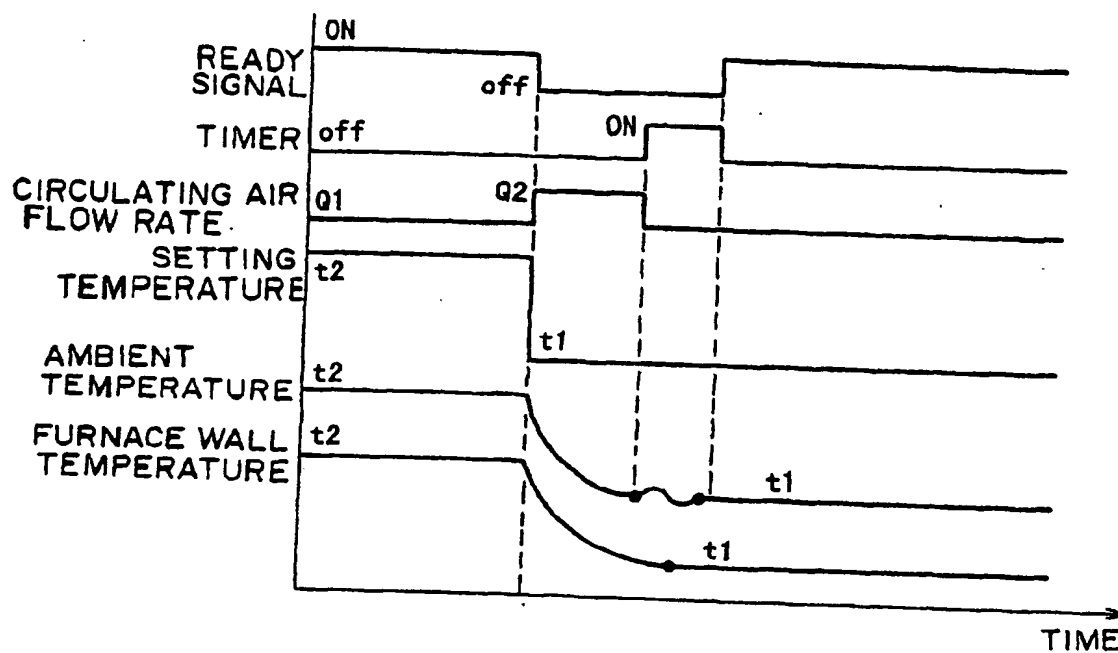 ON
READY
SIGNAL
off
TIMER
off
ON
CIRCULATING AIR
FLOW RATE.
Q1
Q2
SETTING
TEMPERATURE
t2
t1
AMBIENT
TEMPERATURE
t2
t1
FURNACE WALL
TEMPERATURE
t2
t1
TIME